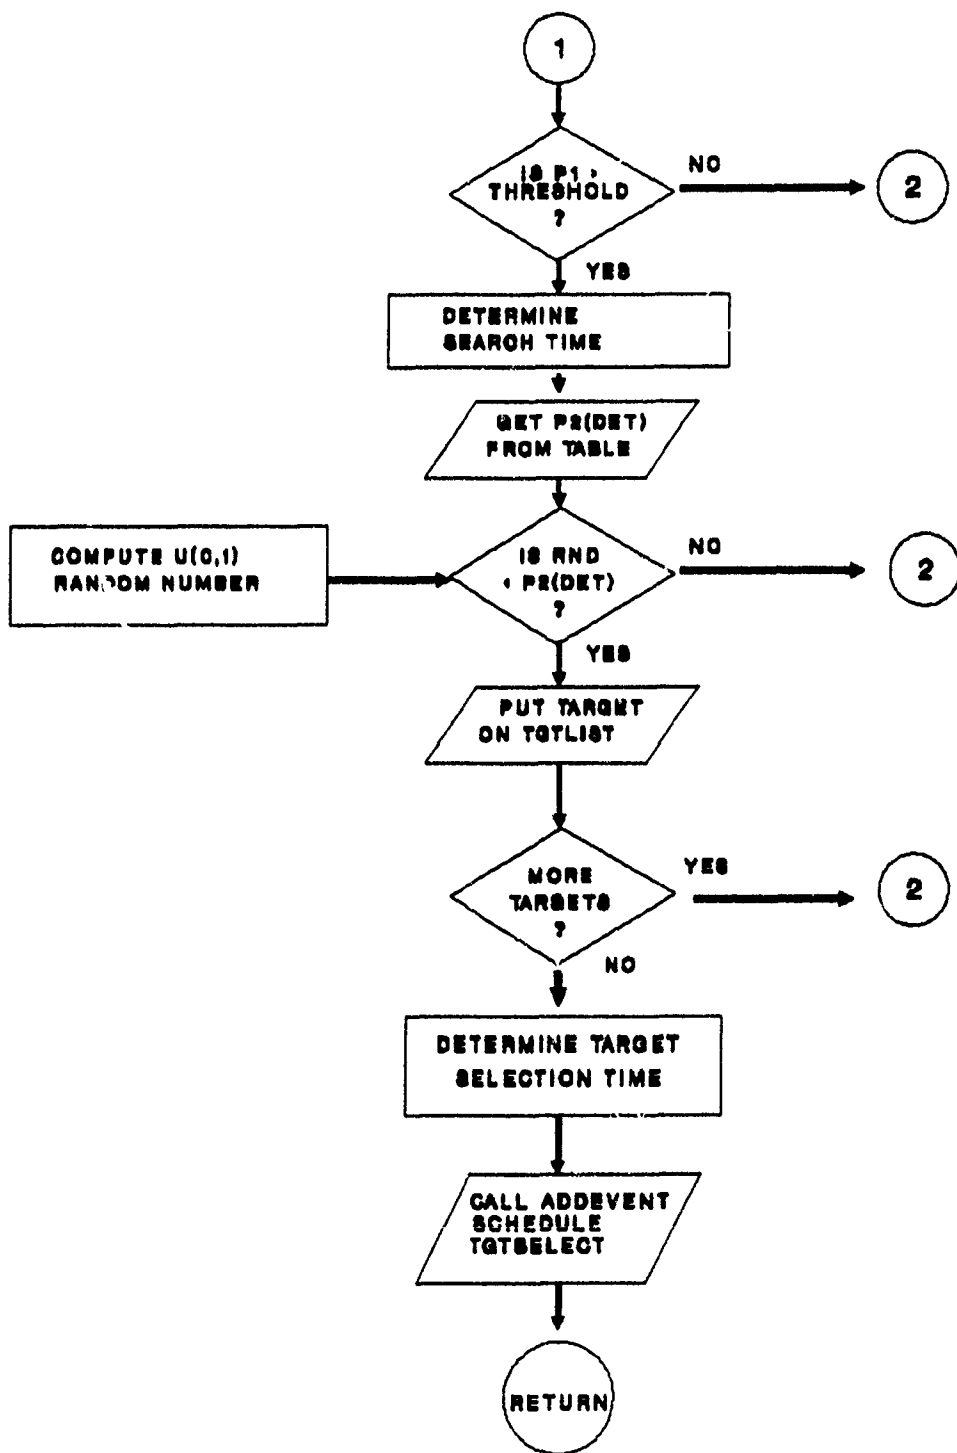 1
IS P1 >
THRESHOLD
?
NO
2
YES
DETERMINE
SEARCH TIME
GET P2(DET)
FROM TABLE
COMPUTE U(0,1)
RANDOM NUMBER
IS RND
< P2(DET)
?
NO
2
YES
PUT TARGET
ON TGTLIST
MORE
TARGETS
?
YES
2
NO
DETERMINE TARGET
SELECTION TIME
CALL ADDEVENT
SCHEDULE
TGTSELECT
RETURN